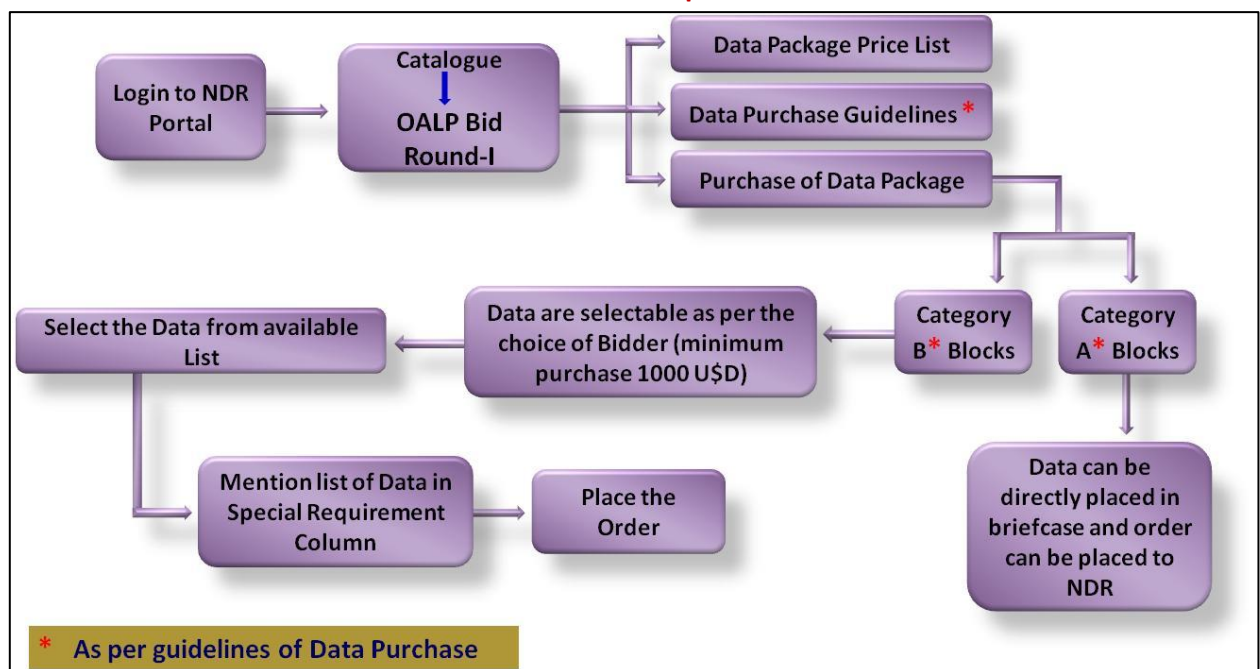 Login to NDR
Portal
Catalogue
OALP Bid
Round-I
Data Package Price List
Data Purchase Guidelines *
Purchase of Data Package
Category
B* Blocks
Category
A* Blocks
Data are selectable as per the
choice of Bidder (minimum
purchase 1000 U$D)
Select the Data from available
List
Mention list of Data in
Special Requirement
Column
Place the
Order
Data can be
directly placed in
briefcase and order
can be placed to
NDR
* As per guidelines of Data Purchase